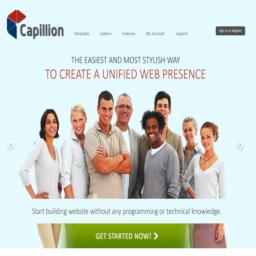 Capillion
Templates Explore Features My Account Support
Sign in or Register
THE EASIEST AND MOST STYLISH WAY
TO CREATE A UNIFIED WEB PRESENCE
Start building website without any programming or technical knowledge.
GET STARTED NOW!